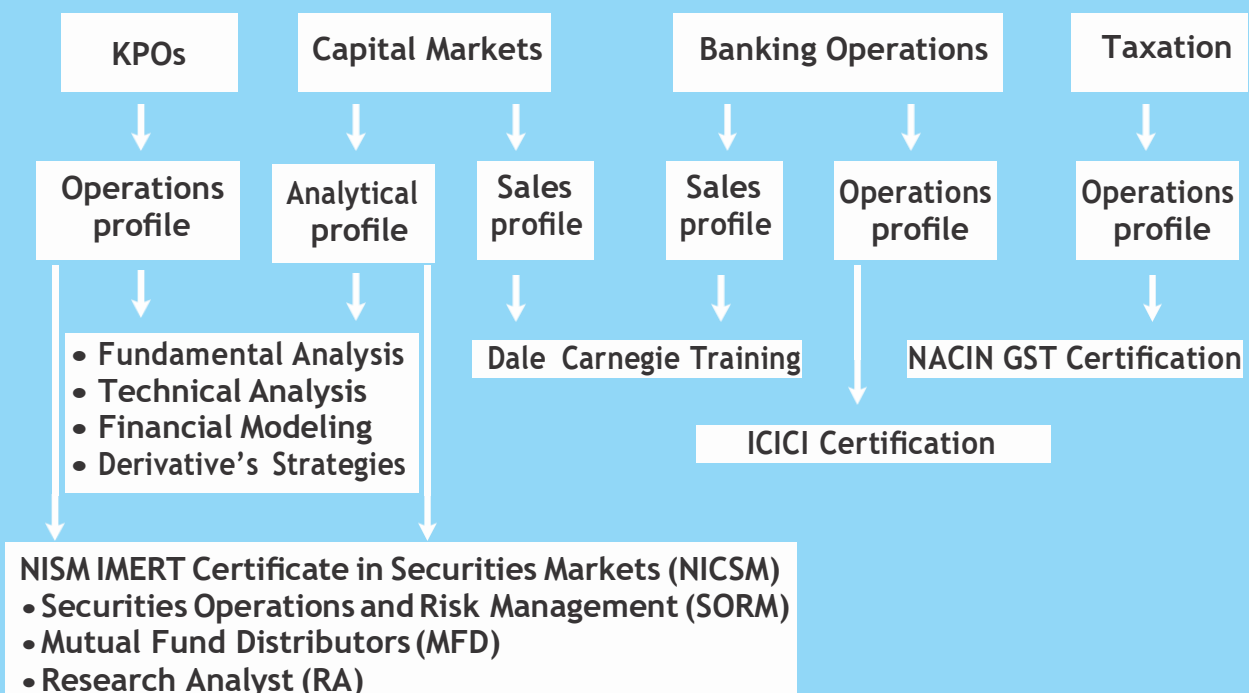 KPOs
Capital Markets
Banking Operations
Taxation
Operations
profile
Analytical
profile
Sales
profile
Sales
profile
Operations
profile
Operations
profile
• Fundamental Analysis
• Technical Analysis
• Financial Modeling
• Derivative’s Strategies
Dale Carnegie Training
NACIN GST Certification
ICICI Certification
NISM IMERT Certificate in Securities Markets (NICSM)
• Securities Operations and Risk Management (SORM)
• Mutual Fund Distributors (MFD)
• Research Analyst (RA)